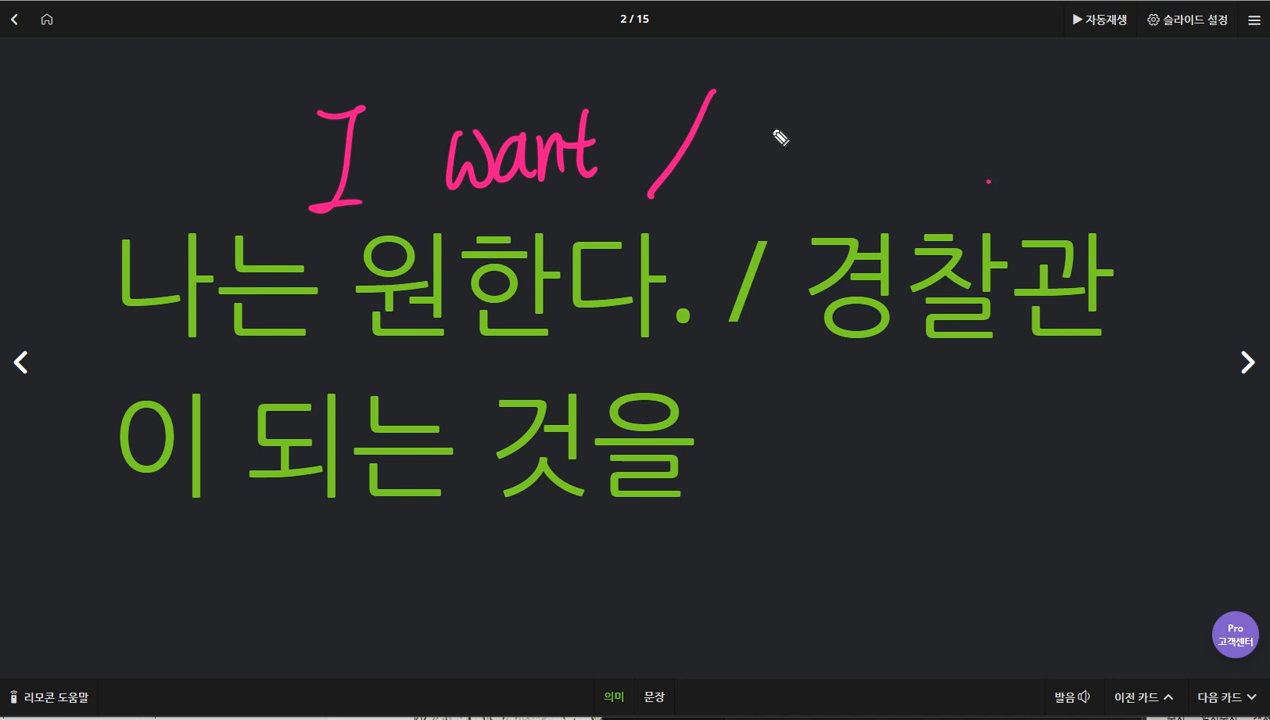 2 / 15
자동재생
슬라이드 설정
I want /
나는 원한다. / 경찰관
이 되는 것을
Pro
고객센터
리모콘 도움말
의미
문장
발음
이전 카드
다음 카드